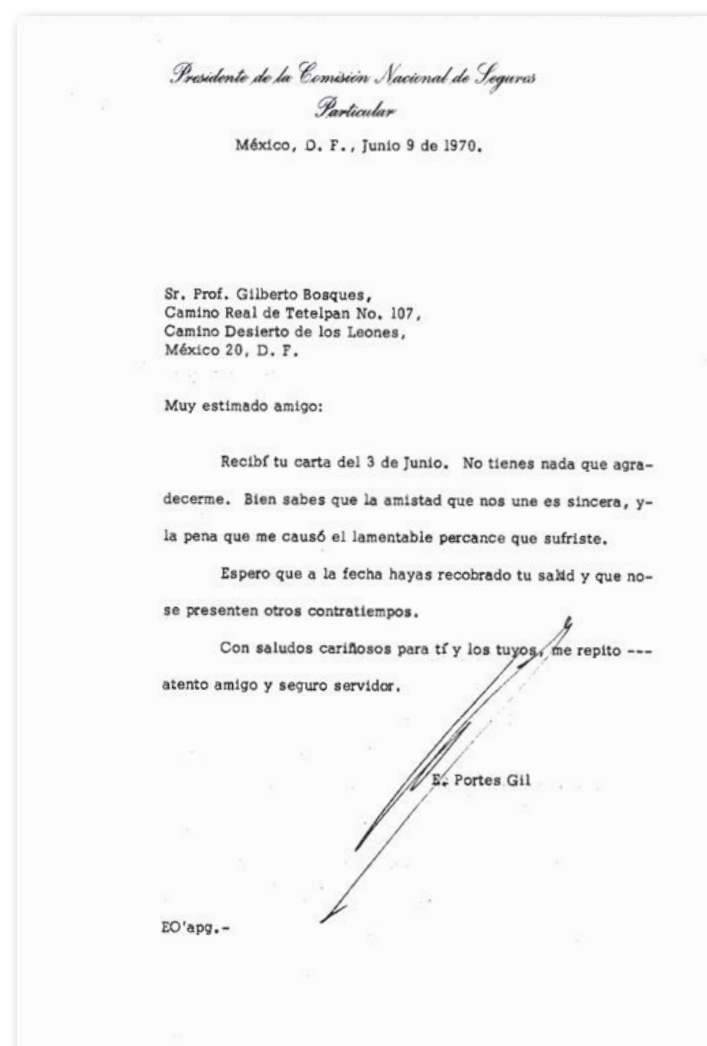 Presidente de la Comisión Nacional de Seguros
Particular
México, D. F., Junio 9 de 1970.
Sr. Prof. Gilberto Bosques,
Camino Real de Tetelpan No. 107,
Camino Desierto de los Leones,
México 20, D. F.
Muy estimado amigo:
Recibí tu carta del 3 de Junio. No tienes nada que agra-
decerme. Bien sabes que la amistad que nos une es sincera, y-
la pena que me causó el lamentable percance que sufriste.
Espero que a la fecha hayas recobrado tu salud y que no-
se presenten otros contratiempos.
Con saludos cariñosos para tí y los tuyos, me repito ---
atento amigo y seguro servidor.
E. Portes Gil
EO'apg.-